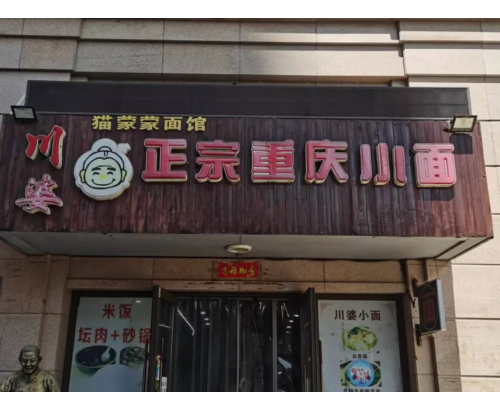 猫蒙蒙面馆
川婆
正宗重庆小面
米饭
坛肉+砂锅
川婆小面